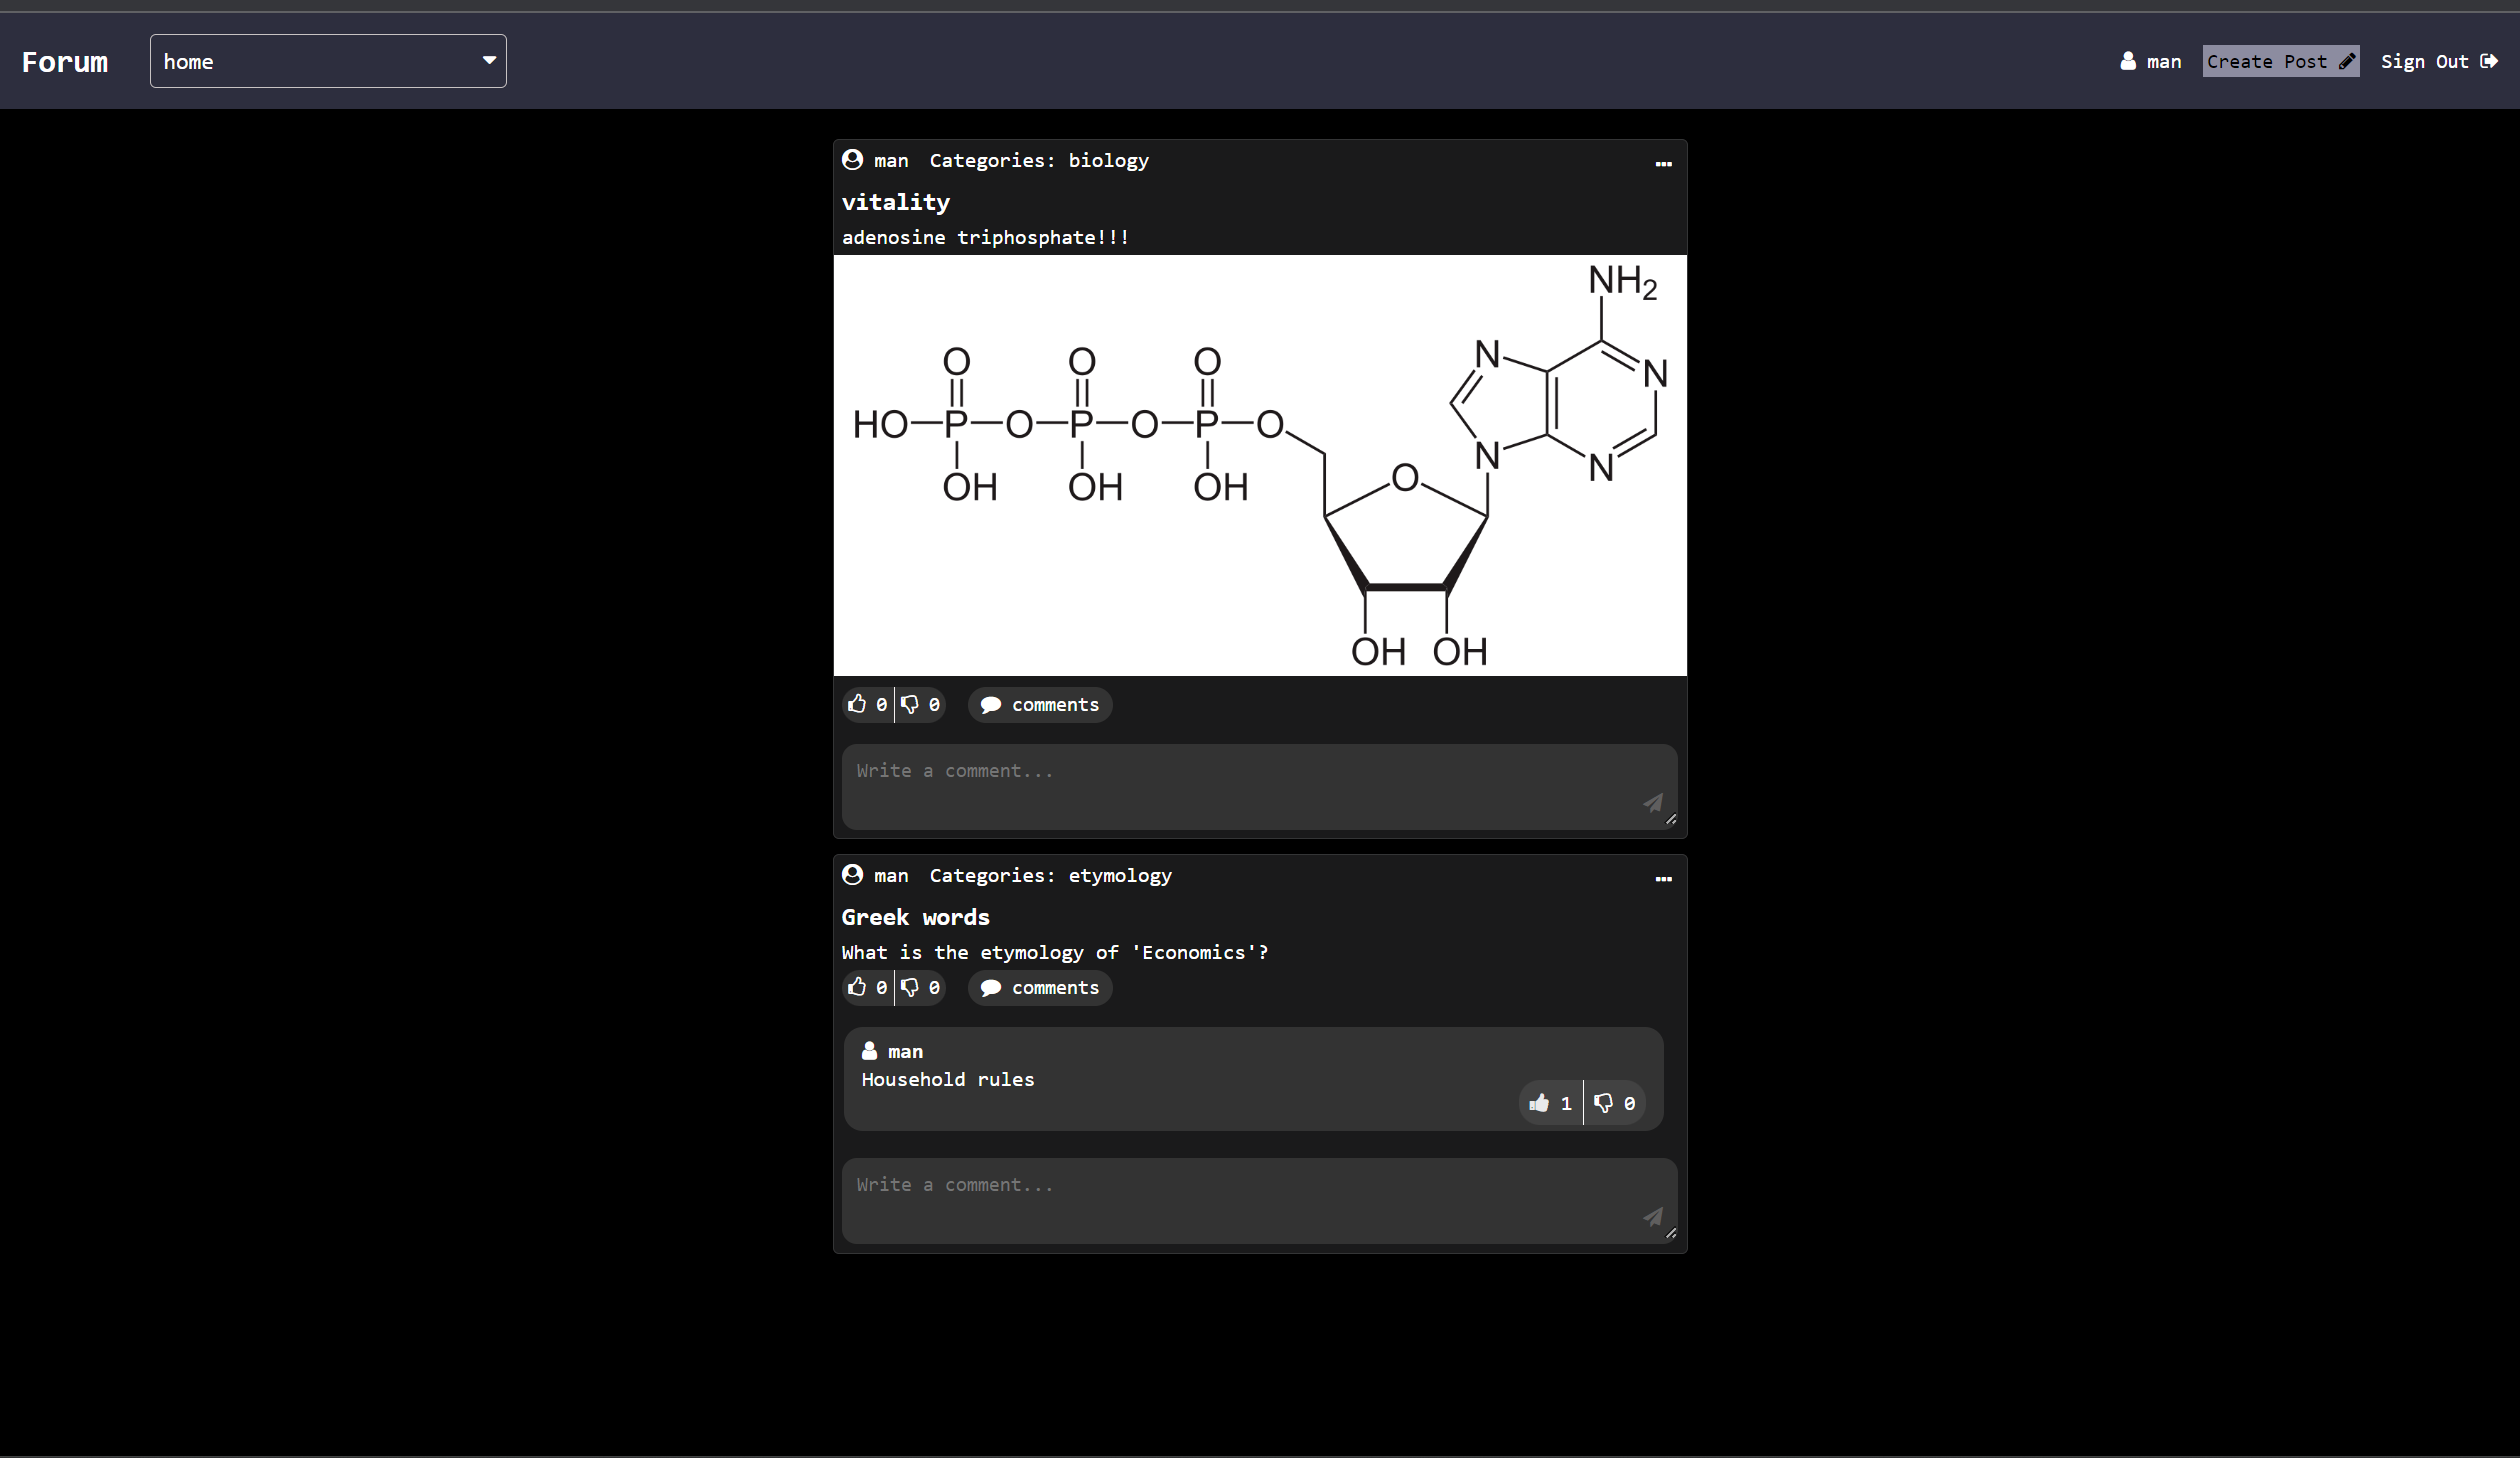 Forum home man Create Post Sign Out
man Categories: biology
vitality
adenosine triphosphate!!!
NH2
N N
O O O
HO P O P O P O
N N
O
OH OH OH
OH OH
0 0 comments
Write a comment...
man Categories: etymology
Greek words
What is the etymology of 'Economics'?
0 0 comments
man
Household rules
1 0
Write a comment...